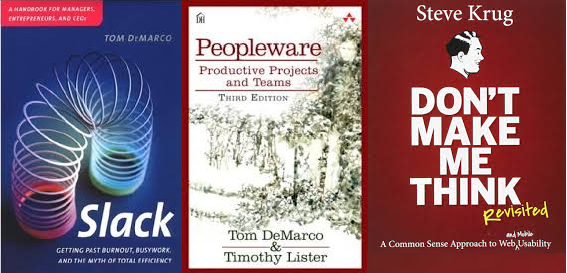 A HANDBOOK FOR MANAGERS,
ENTREPRENEURS, AND CEOs
TOM DeMARCO
Slack
GETTING PAST BURNOUT, BUSYWORK,
AND THE MYTH OF TOTAL EFFICIENCY
DH
Peopleware
Productive Projects
and Teams
THIRD EDITION
Tom DeMarco
&
Timothy Lister
Steve Krug
DON'T
MAKE
ME
THINK
Revisited
and Mobile
A Common Sense Approach to Web Usability